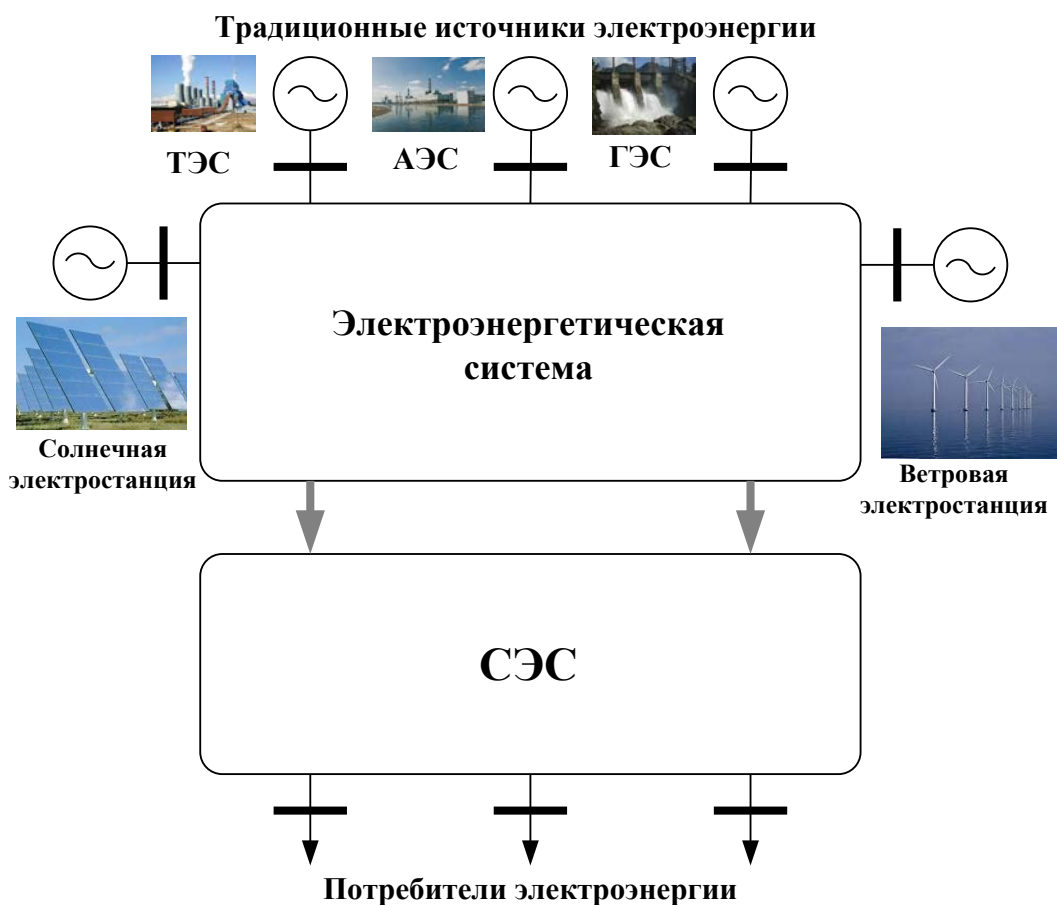 Традиционные источники электроэнергии
ТЭС
АЭС
ГЭС
Электроэнергетическая
система
Солнечная
электростанция
Ветровая
электростанция
СЭС
Потребители электроэнергии